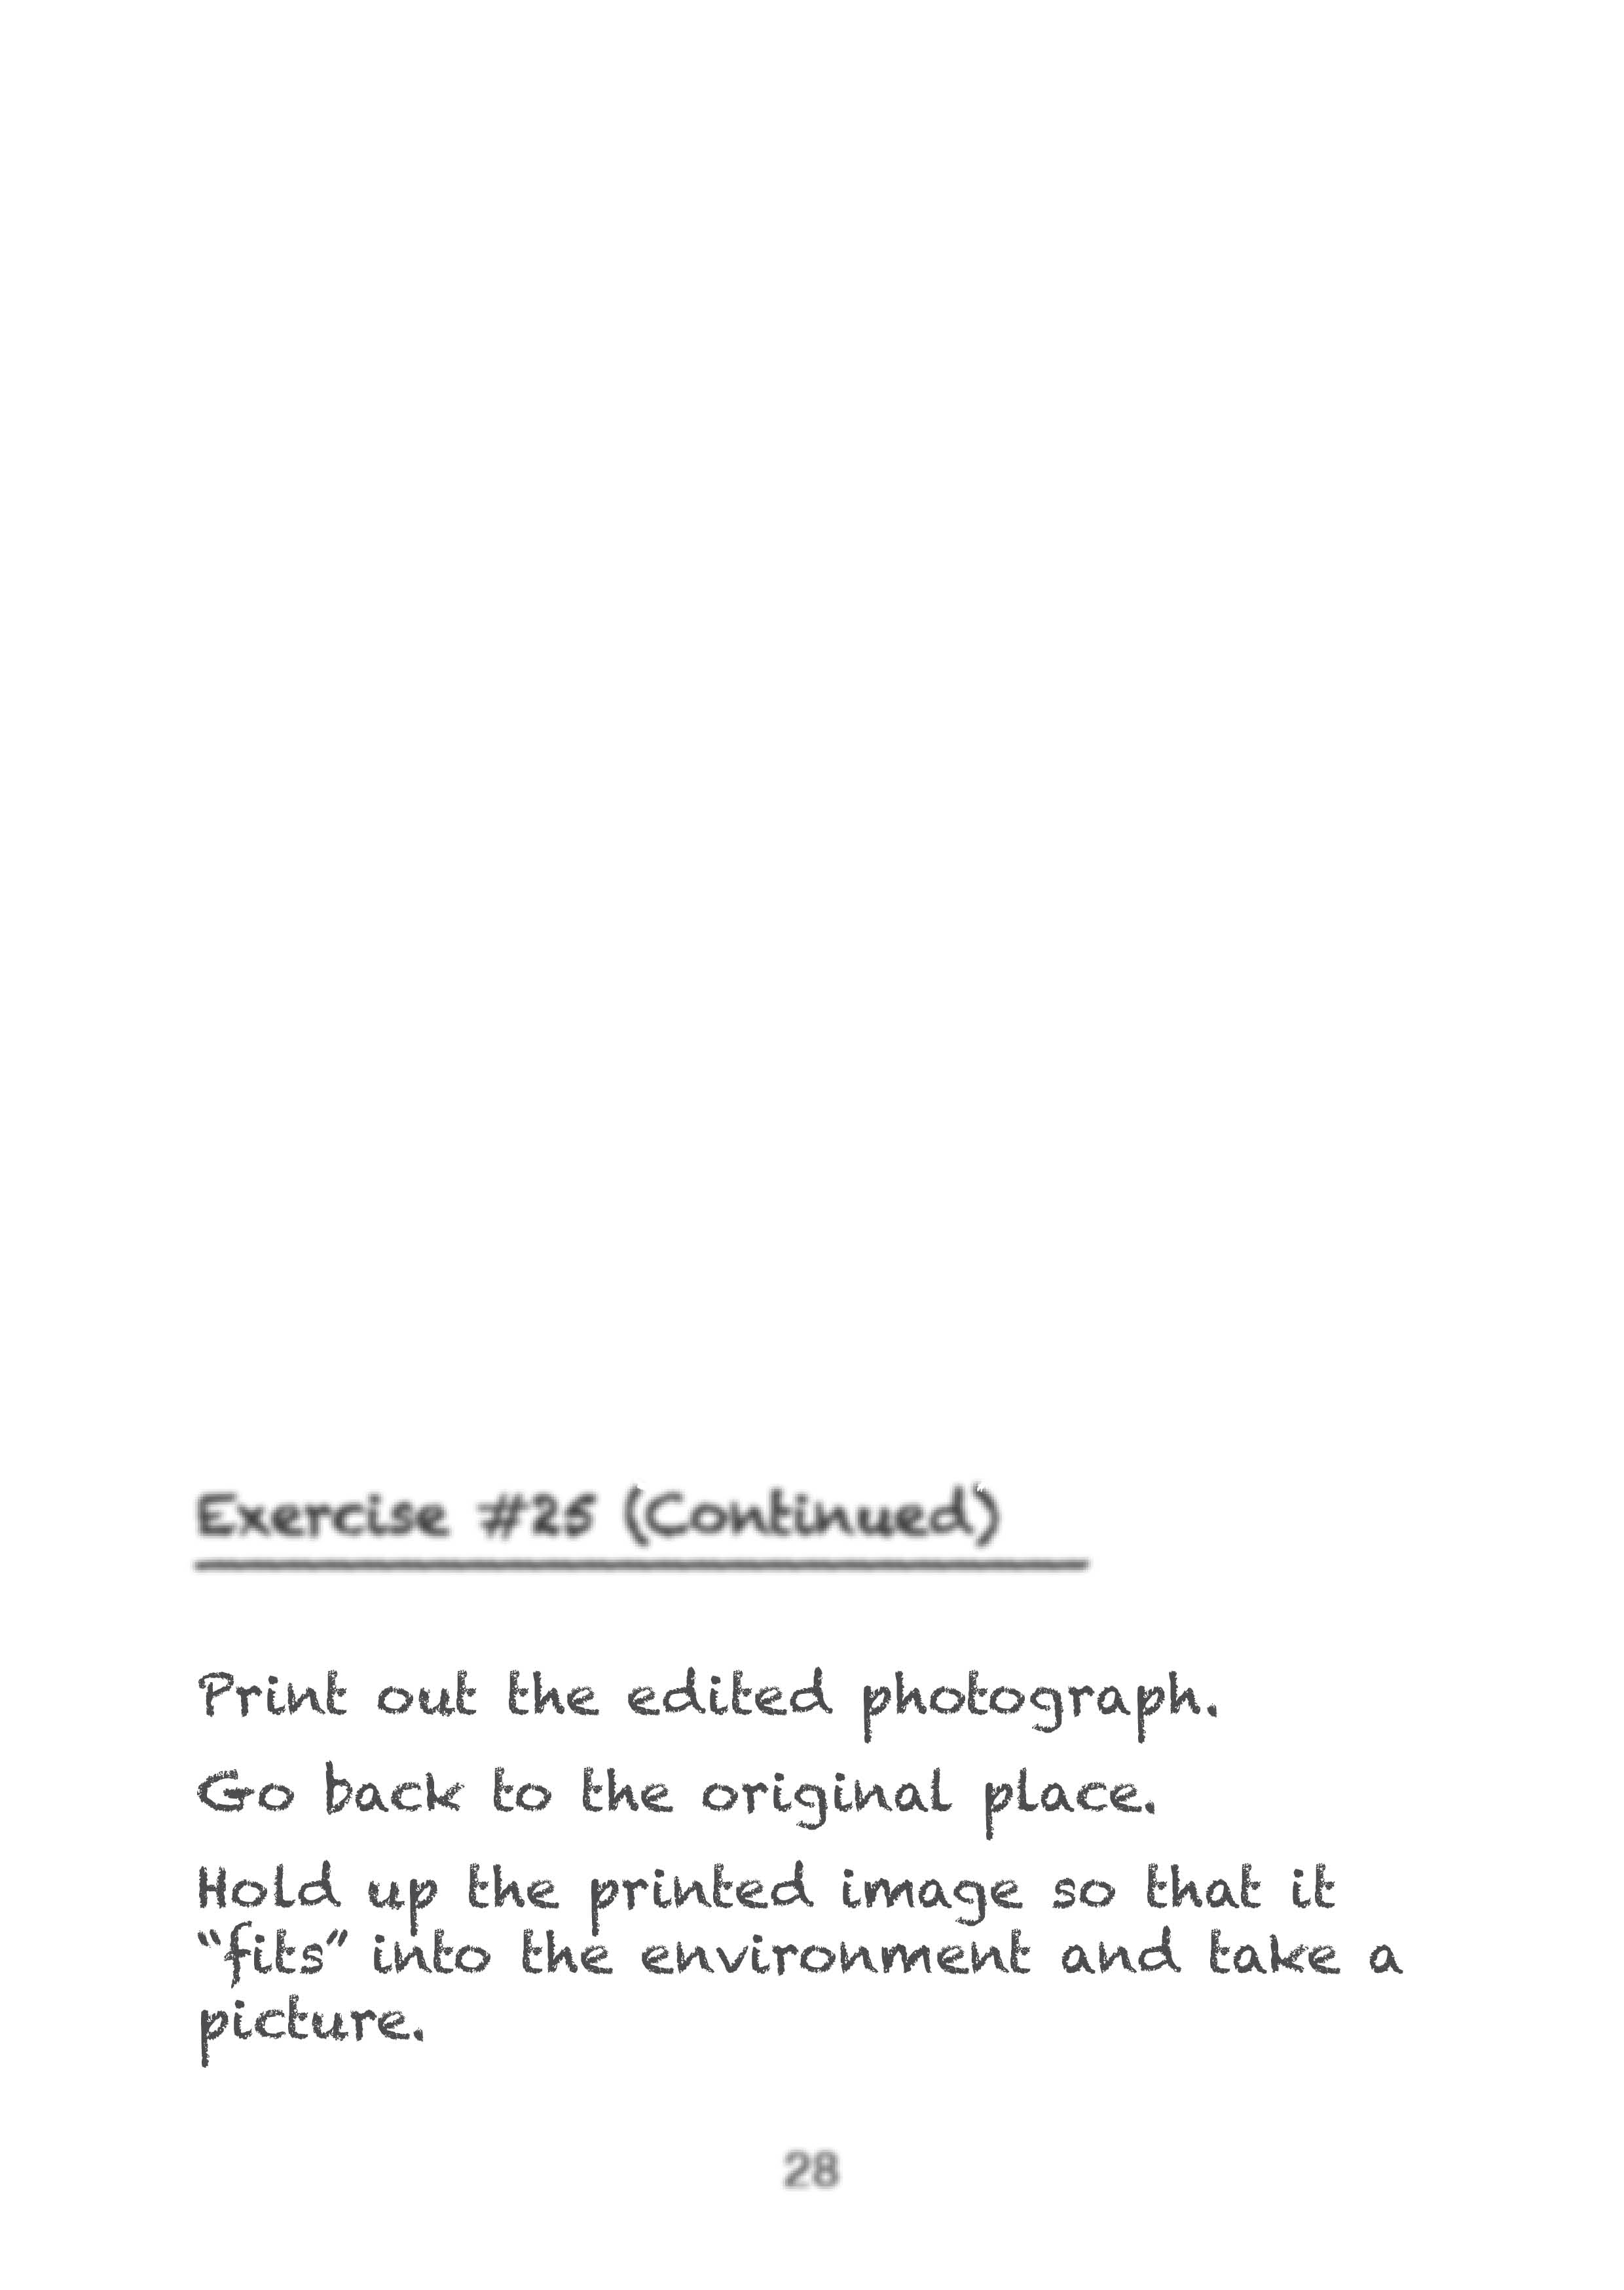 Exercise #25 (Continued)
Print out the edited photograph.
Go back to the original place.
Hold up the printed image so that it
“fits” into the environment and take a
picture.
28